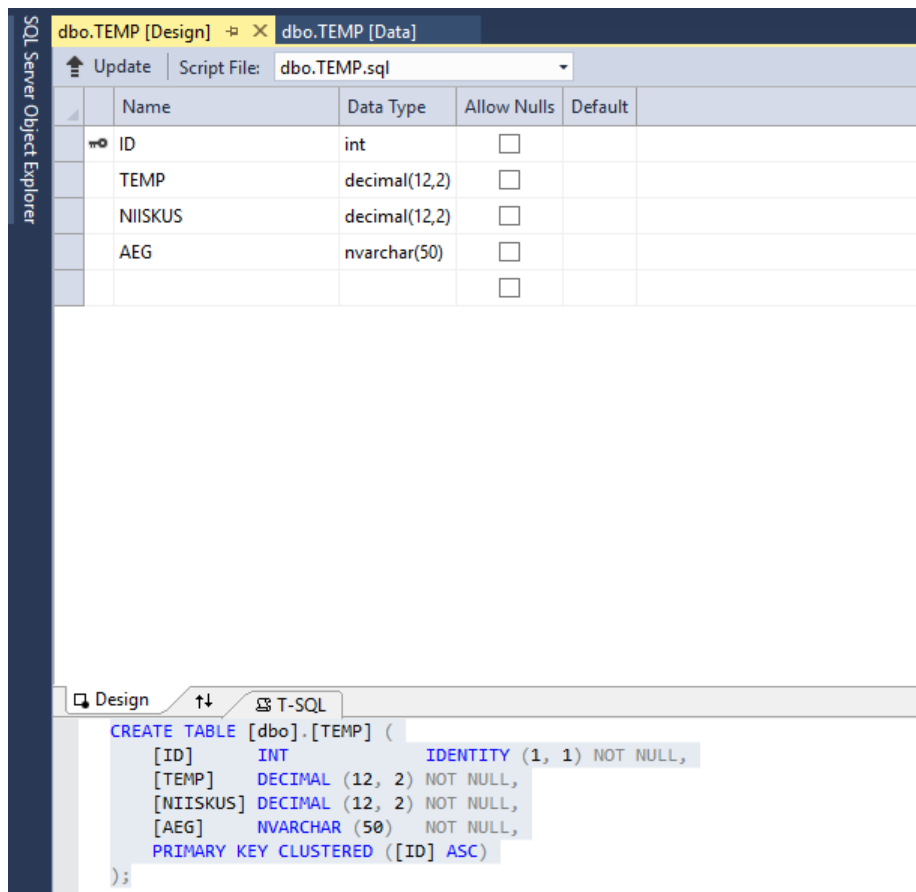 SQL Server Object Explorer
dbo.TEMP [Design] dbo.TEMP [Data]
Update Script File: dbo.TEMP.sql
Name Data Type Allow Nulls Default
ID int
TEMP decimal(12,2)
NIISKUS decimal(12,2)
AEG nvarchar(50)
Design T-SQL
CREATE TABLE [dbo].[TEMP] (
[ID] INT IDENTITY (1, 1) NOT NULL,
[TEMP] DECIMAL (12, 2) NOT NULL,
[NIISKUS] DECIMAL (12, 2) NOT NULL,
[AEG] NVARCHAR (50) NOT NULL,
PRIMARY KEY CLUSTERED ([ID] ASC)
);